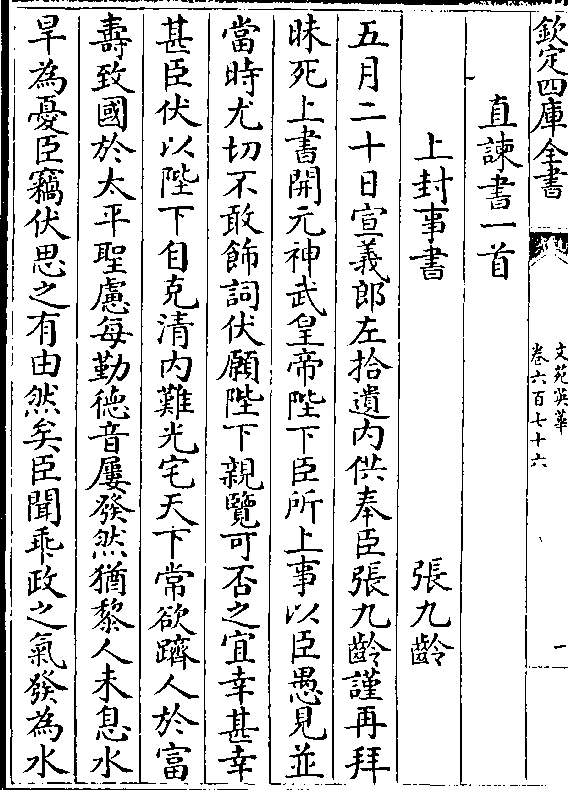 欽定四庫全書
文苑英華
卷六百七十六
一
直諫書一首
上封事書
張九齡
五月二十日宣義郎左拾遺内供奉臣張九齡謹再拜
昧死上書開元神武皇帝陛下臣所上事以臣愚見並
當時尤切不敢飾詞伏願陛下親覽可否之宜幸甚幸
甚臣伏以陛下自克清内難光宅天下常欲躋人於富
壽致國於太平聖慮每勤徳音屢發然猶黎人未息水
旱為憂臣竊伏思之有由然矣臣聞乖政之氣發為水